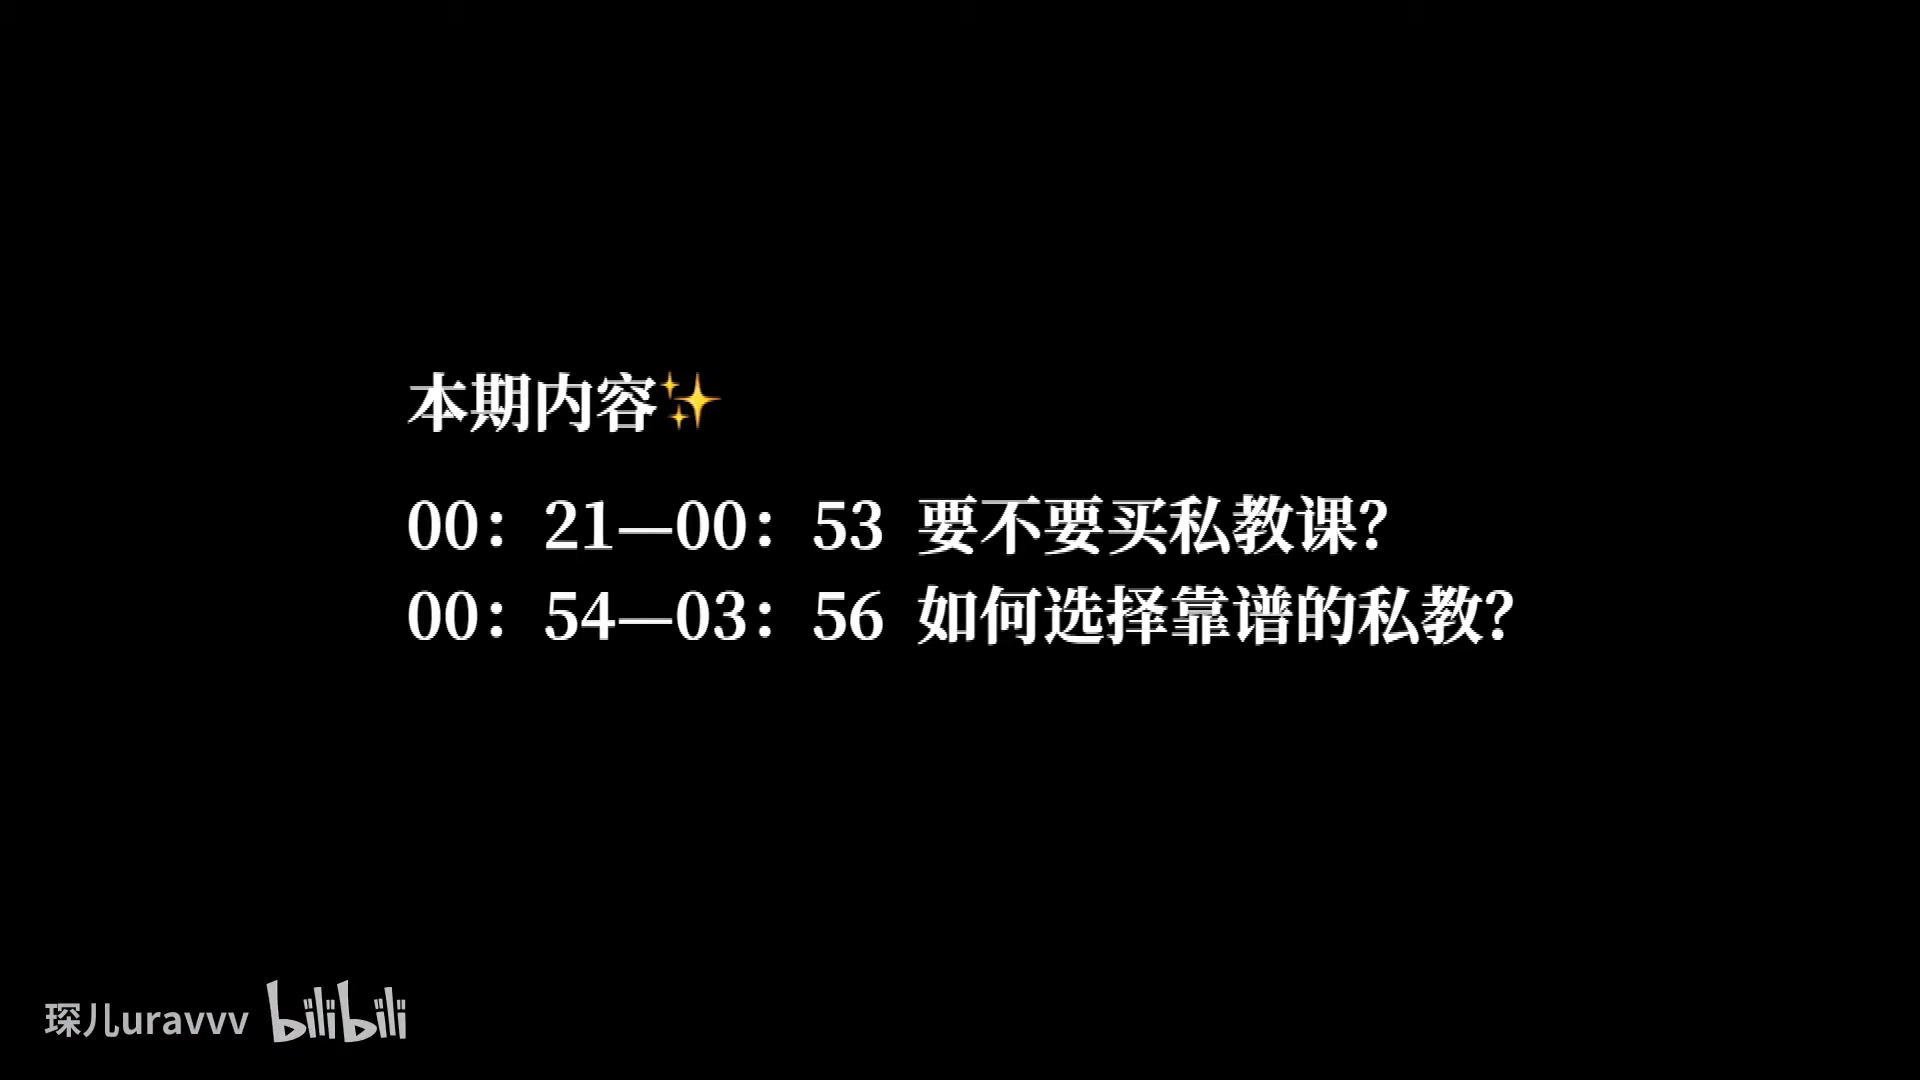 本期内容✨
00：21—00：53 要不要买私教课？
00：54—03：56 如何选择靠谱的私教？
琛儿uravvv bilibili